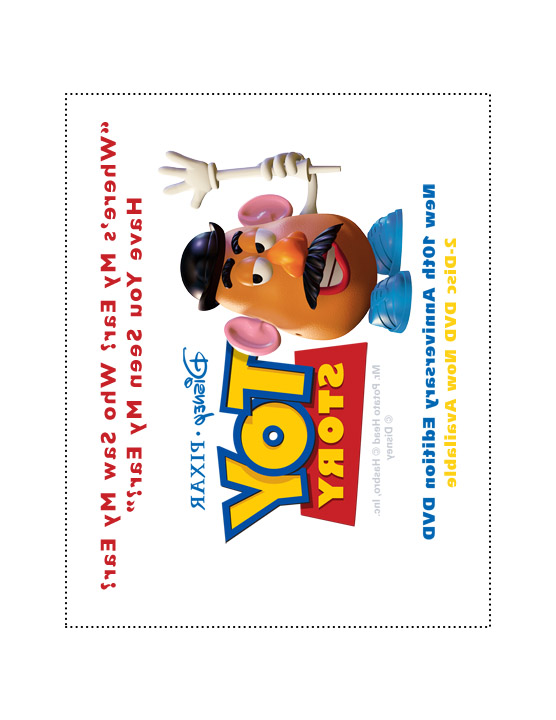 “Where’s My Ear? Who Saw My Ear?
Have You Seen My Ear?”
Disney · PIXAR
TOY
STORY
Mr. Potato Head © Hasbro, Inc.
© Disney
New 10th Anniversary Edition DVD
2-Disc DVD Now Available